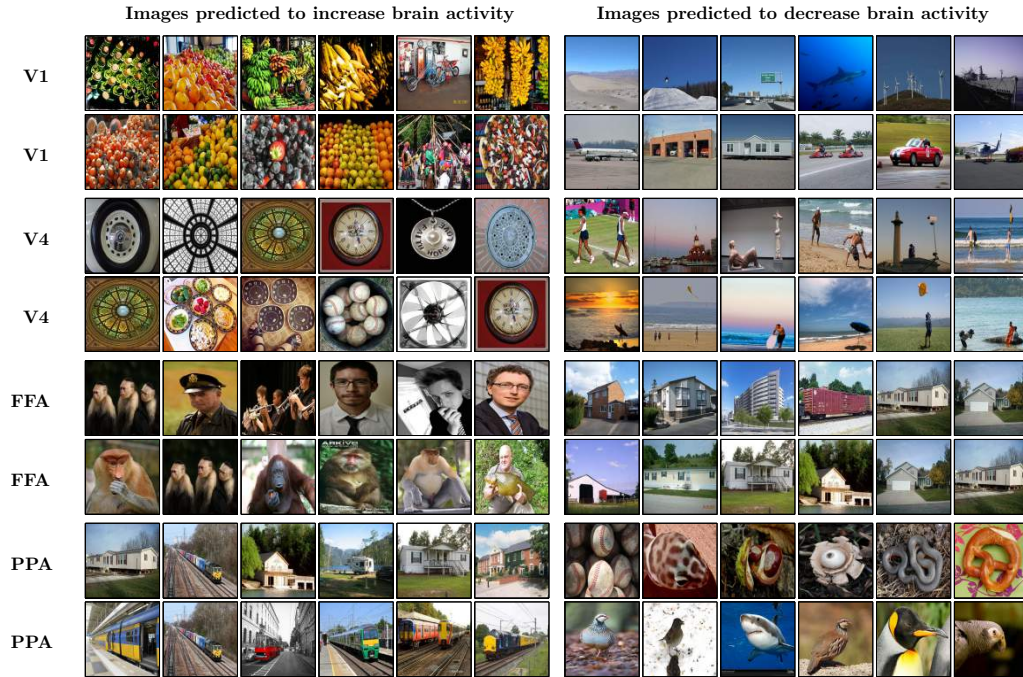 Images predicted to increase brain activity
Images predicted to decrease brain activity
V1
V1
V4
V4
FFA
FFA
PPA
PPA